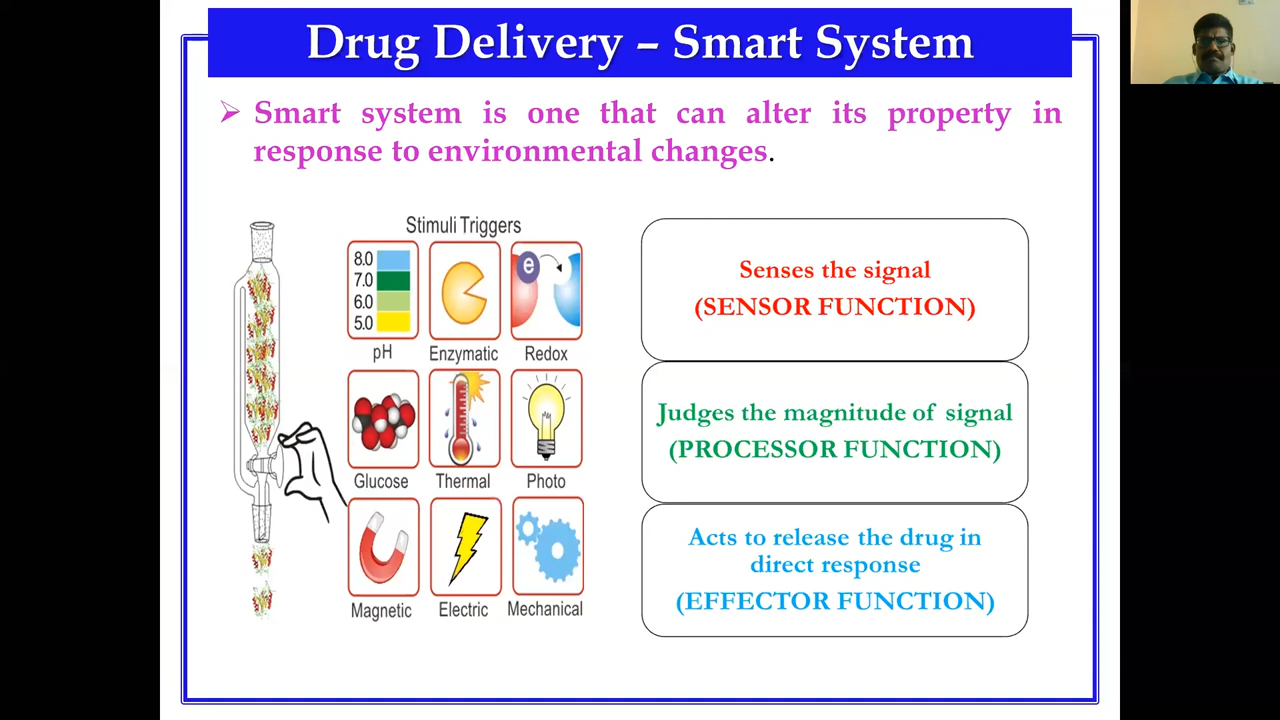 Drug Delivery – Smart System
Smart system is one that can alter its property in
response to environmental changes.
Stimuli Triggers
8.0
7.0
6.0
5.0
e
pH
Enzymatic
Redox
Glucose
Thermal
Photo
Magnetic
Electric
Mechanical
Senses the signal
(SENSOR FUNCTION)
Judges the magnitude of signal
(PROCESSOR FUNCTION)
Acts to release the drug in
direct response
(EFFECTOR FUNCTION)